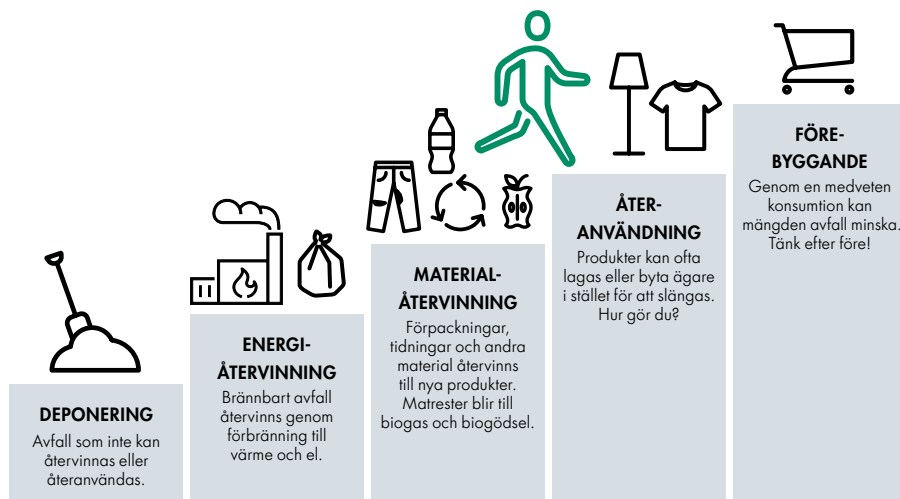 DEPONERING
Avfall som inte kan
återvinnas eller
återanvändas.
ENERGI-
ÅTERVINNING
Brännbart avfall
återvinns genom
förbränning till
värme och el.
MATERIAL-
ÅTERVINNING
Förpackningar,
tidningar och andra
material återvinns
till nya produkter.
Matrester blir till
biogas och biogödsel.
ÅTER-
ANVÄNDNING
Produkter kan ofta
lagas eller byta ägare
i stället för att slängas.
Hur gör du?
FÖRE-
BYGGANDE
Genom en medveten
konsumtion kan
mängden avfall minska.
Tänk efter före!